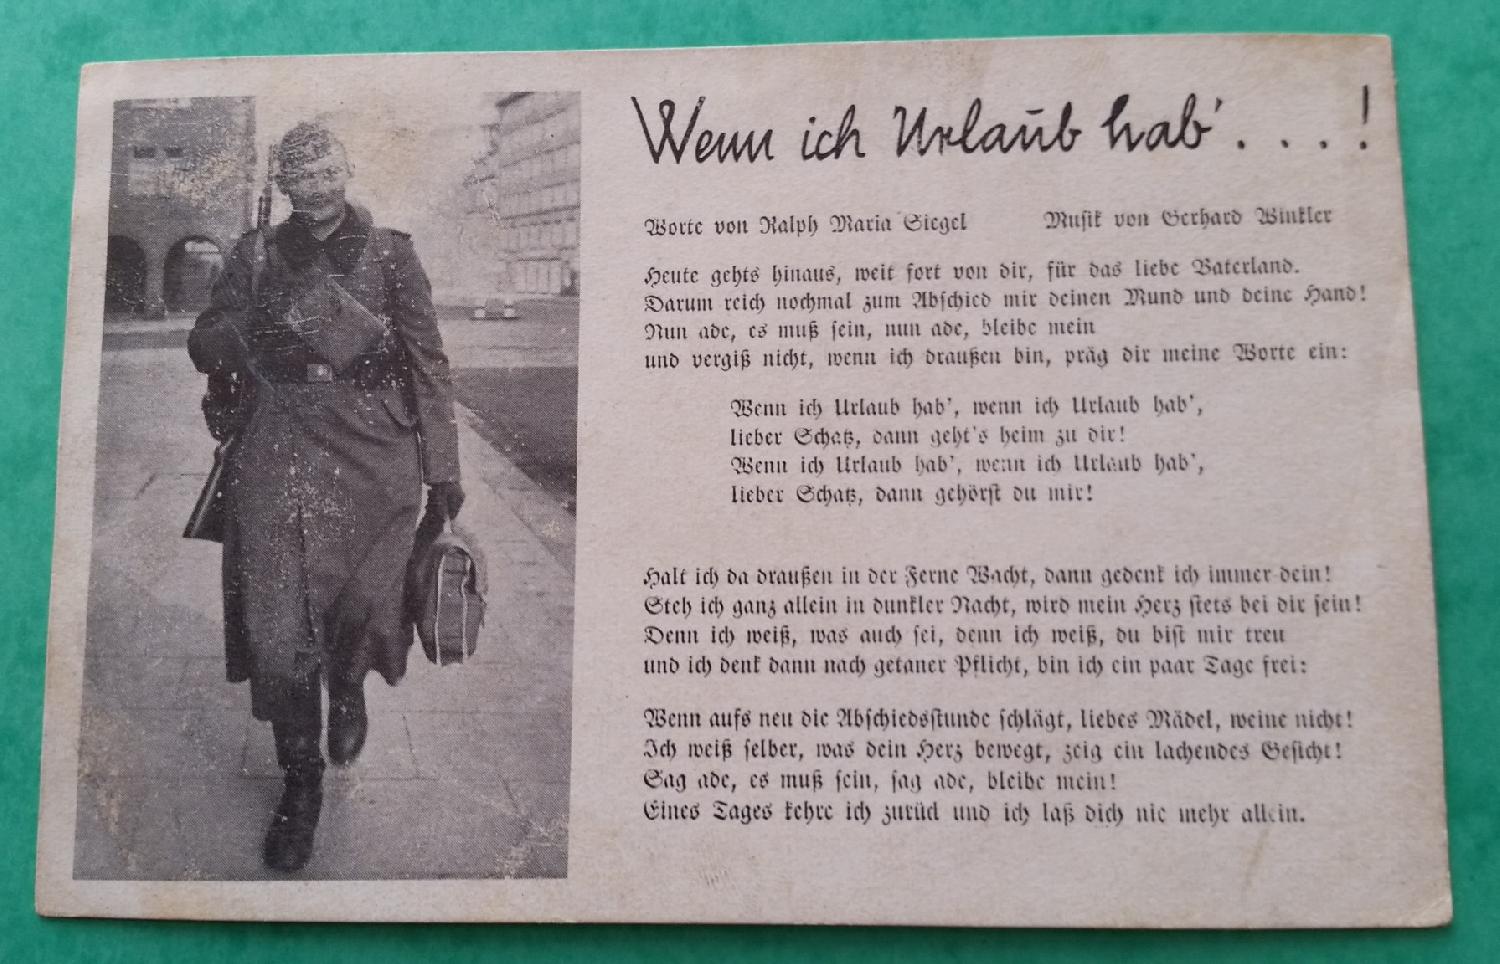 Wenn ich Urlaub hab'. . . !
Worte von Ralph Maria Siegel Musik von Gerhard Winkler
Heute gehts hinaus, weit fort von dir, für das liebe Vaterland.
Darum reich nochmal zum Abschied mir deinen Mund und deine Hand!
Nun ade, es muß sein, nun ade, bleibe mein
und vergiß nicht, wenn ich draußen bin, präg dir meine Worte ein:
Wenn ich Urlaub hab', wenn ich Urlaub hab',
lieber Schatz, dann geht's heim zu dir!
Wenn ich Urlaub hab', wenn ich Urlaub hab',
lieber Schatz, dann gehörst du mir!
Halt ich da draußen in der Ferne Wacht, dann gedenk ich immer dein!
Steh ich ganz allein in dunkler Nacht, wird mein Herz stets bei dir sein!
Denn ich weiß, was auch sei, denn ich weiß, du bist mir treu
und ich denk dann nach getaner Pflicht, bin ich ein paar Tage frei:
Wenn aufs neu die Abschiedsstunde schlägt, liebes Mädel, weine nicht!
Ich weiß selber, was dein Herz bewegt, zeig ein lachendes Gesicht!
Sag ade, es muß sein, sag ade, bleibe mein!
Eines Tages kehre ich zurück und ich laß dich nie mehr allein.